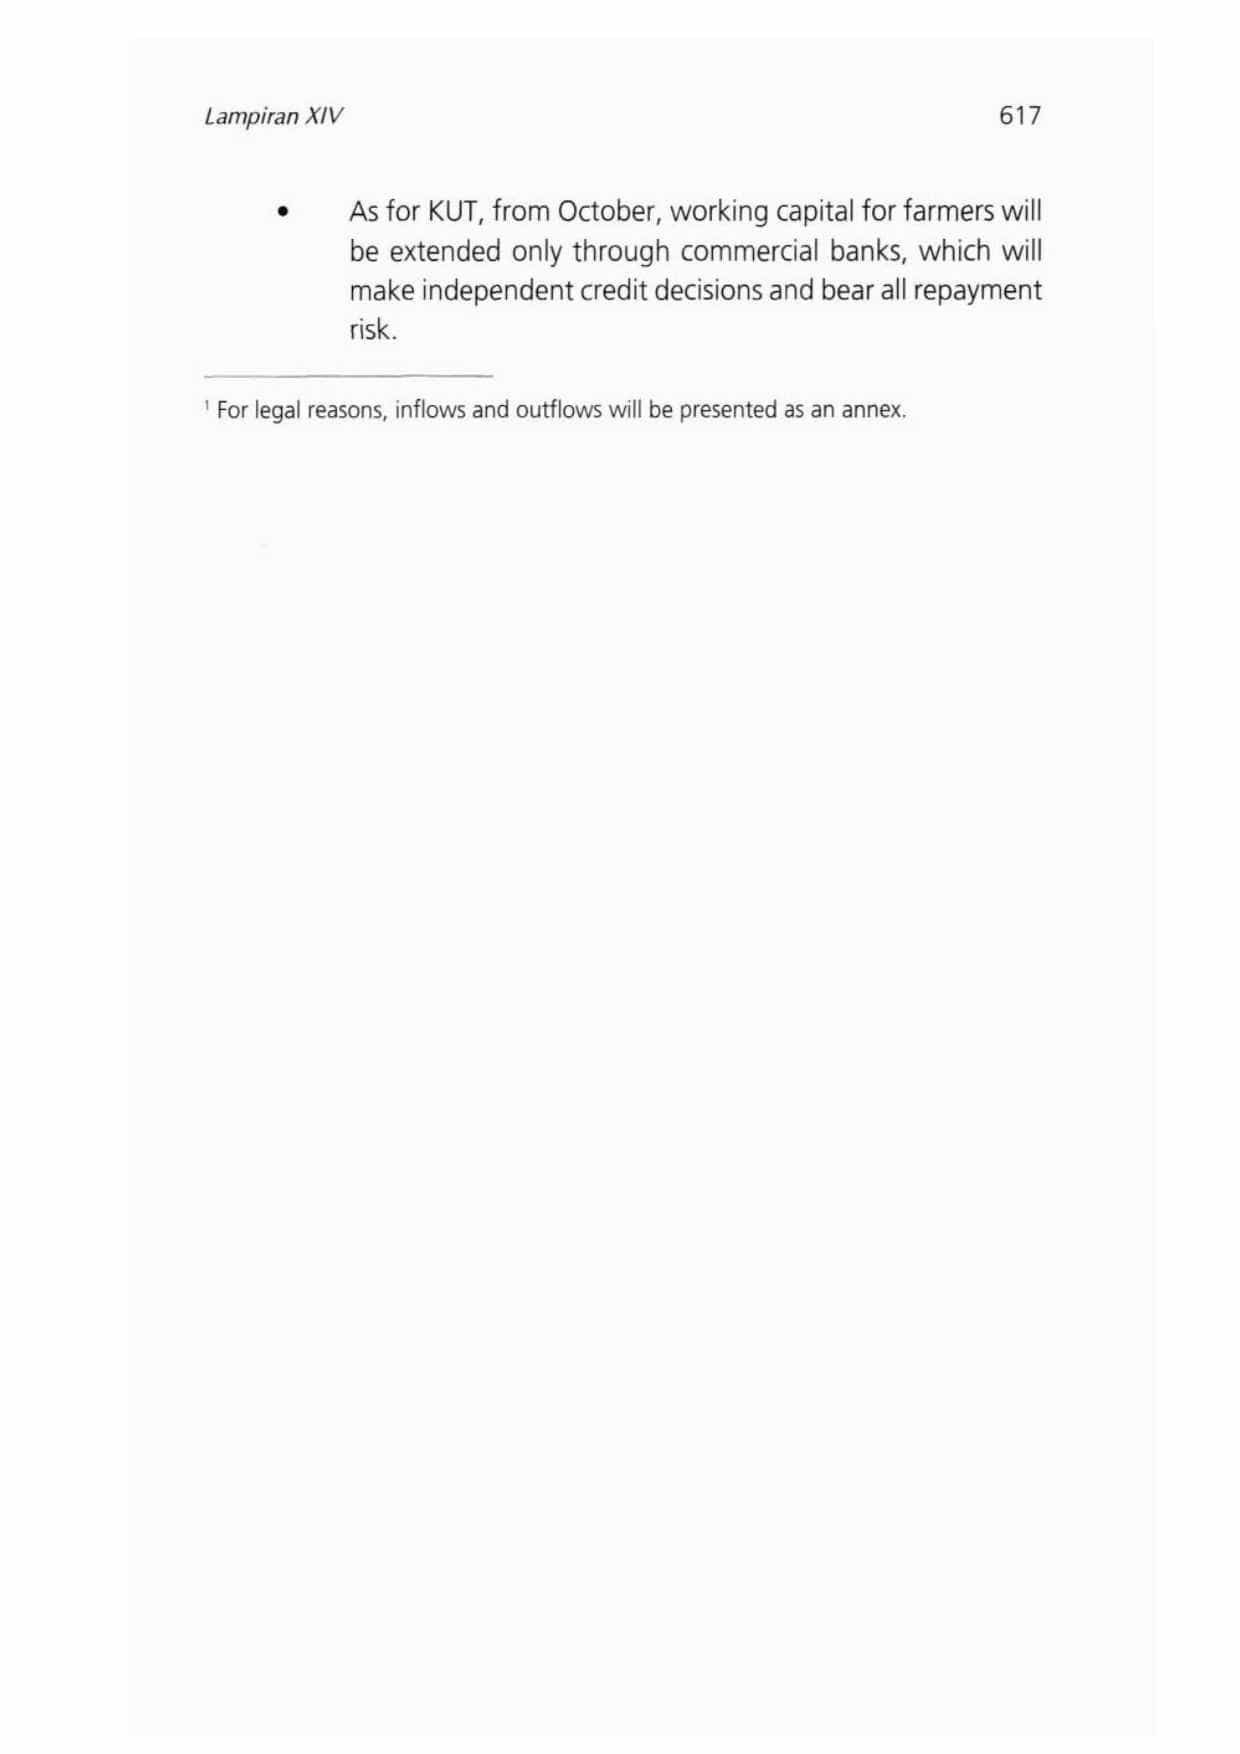 Lampiran XIV 617
• As for KUT, from October, working capital for farmers will
be extended only through commercial banks, which will
make independent credit decisions and bear all repayment
risk.
¹ For legal reasons, inflows and outflows will be presented as an annex.